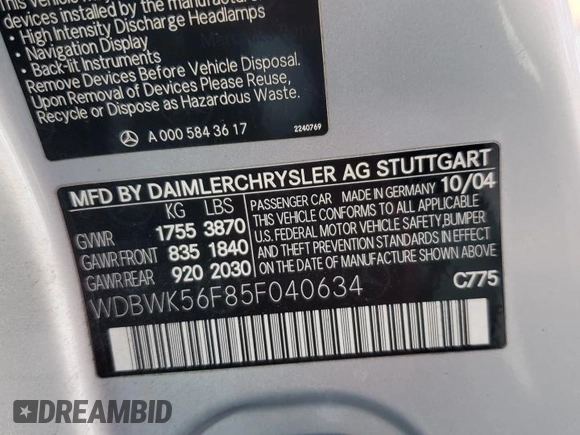 This Vehicle
devices installed as
• High Intensity Discharge Headlamps
• Navigation Display
• Back-lit Instruments
Remove Devices Before Vehicle Disposal.
Upon Removal of Devices Please Reuse,
Recycle or Dispose as Hazardous Waste.
A 000 584 36 17
2240769
MFD BY DAIMLERCHRYSLER AG STUTTGART
KG LBS
GVWR 1755 3870
GAWR FRONT 835 1840
GAWR REAR 920 2030
PASSENGER CAR MADE IN GERMANY 10/04
THIS VEHICLE CONFORMS TO ALL APPLICABLE
U.S. FEDERAL MOTOR VEHICLE SAFETY,BUMPER
AND THEFT PREVENTION STANDARDS IN EFFECT
ON THE DATE OF MANUFACTURE SHOWN ABOVE.
WDBWK56F85F040634
C775
DREAMBID